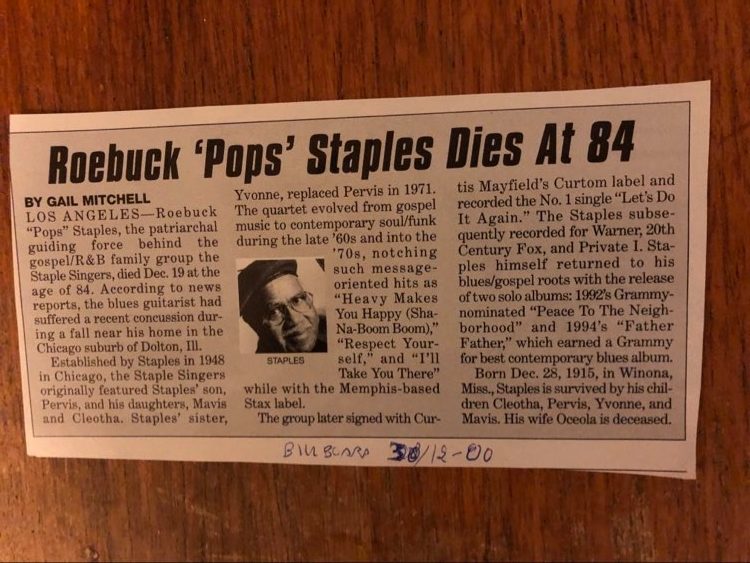 Roebuck 'Pops' Staples Dies At 84
BY GAIL MITCHELL
LOS ANGELES—Roebuck
"Pops" Staples, the patriarchal
guiding force behind the
gospel/R&B family group the
Staple Singers, died Dec. 19 at the
age of 84. According to news
reports, the blues guitarist had
suffered a recent concussion dur-
ing a fall near his home in the
Chicago suburb of Dolton, Ill.
Established by Staples in 1948
in Chicago, the Staple Singers
originally featured Staples' son,
Pervis, and his daughters, Mavis
and Cleotha. Staples' sister,
Yvonne, replaced Pervis in 1971.
The quartet evolved from gospel
music to contemporary soul/funk
during the late '60s and into the
'70s, notching
such message-
oriented hits as
"Heavy Makes
You Happy (Sha-
Na-Boom Boom),"
"Respect Your-
self," and "I'll
Take You There"
STAPLES
while with the Memphis-based
Stax label.
The group later signed with Cur-
tis Mayfield's Curtom label and
recorded the No. 1 single "Let's Do
It Again." The Staples subse-
quently recorded for Warner, 20th
Century Fox, and Private I. Sta-
ples himself returned to his
blues/gospel roots with the release
of two solo albums: 1992's Grammy-
nominated "Peace To The Neigh-
borhood" and 1994's "Father
Father," which earned a Grammy
for best contemporary blues album.
Born Dec. 28, 1915, in Winona,
Miss., Staples is survived by his chil-
dren Cleotha, Pervis, Yvonne, and
Mavis. His wife Oceola is deceased.
BILLBOARD /12-00